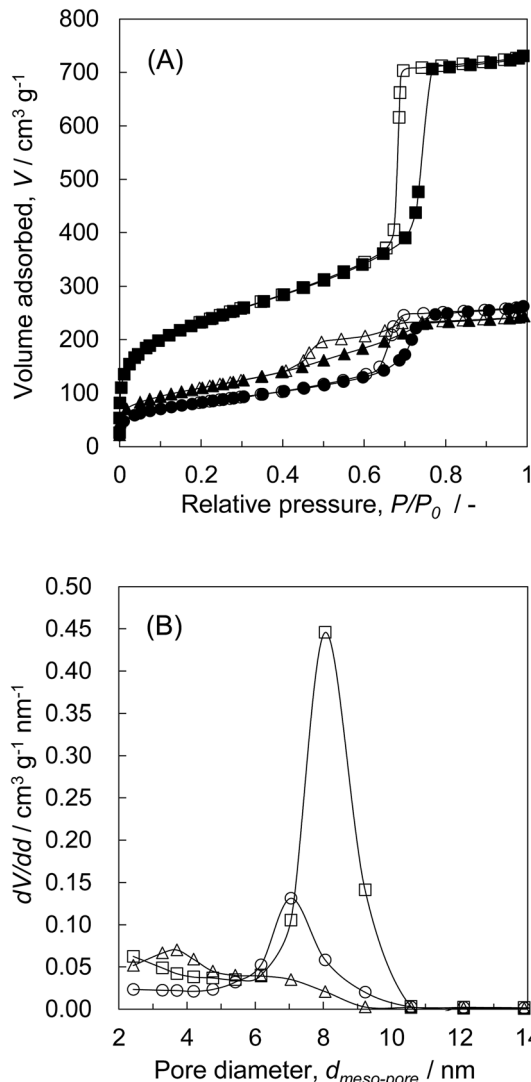 800
(A)
700
600
500
400
300
200
100
0
Volume adsorbed, V / cm³ g⁻¹
0 0.2 0.4 0.6 0.8 1
Relative pressure, P/P₀ / -
0.50
(B)
0.45
0.40
0.35
0.30
0.25
0.20
0.15
0.10
0.05
0.00
dV/dd / cm³ g⁻¹ nm⁻¹
2 4 6 8 10 12 14
Pore diameter, d_meso-pore / nm